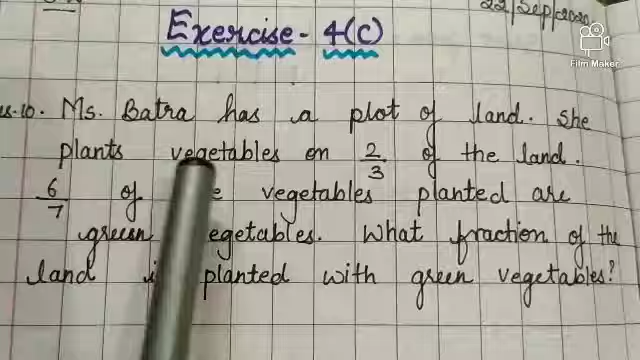 22/Sep/2020
Film Maker
Exercise - 4(C)
10. Ms. Batra has a plot of land. She
plants vegetables on 2/3 of the land.
6/7 of vegetables planted are
green egetables. What fraction of the
land planted with green vegetables?